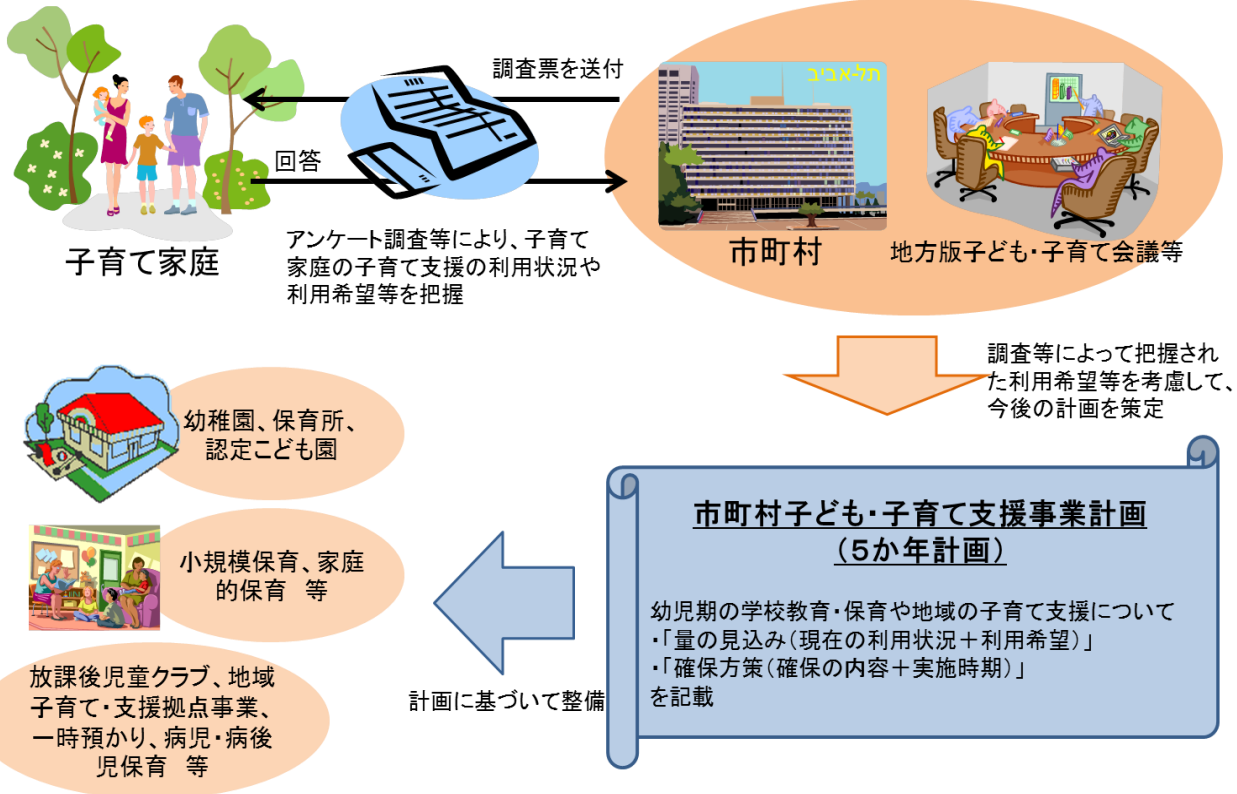 調査票を送付
תל-אביב
回答
子育て家庭
アンケート調査等により、子育て
家庭の子育て支援の利用状況や
利用希望等を把握
市町村
地方版子ども・子育て会議等
調査等によって把握され
た利用希望等を考慮して、
今後の計画を策定
市町村子ども・子育て支援事業計画
（５か年計画）
幼児期の学校教育・保育や地域の子育て支援について
・「量の見込み（現在の利用状況＋利用希望）」
・「確保方策（確保の内容＋実施時期）」
を記載
計画に基づいて整備
幼稚園、保育所、
認定こども園
小規模保育、家庭
的保育　等
放課後児童クラブ、地域
子育て・支援拠点事業、
一時預かり、病児・病後
児保育　等